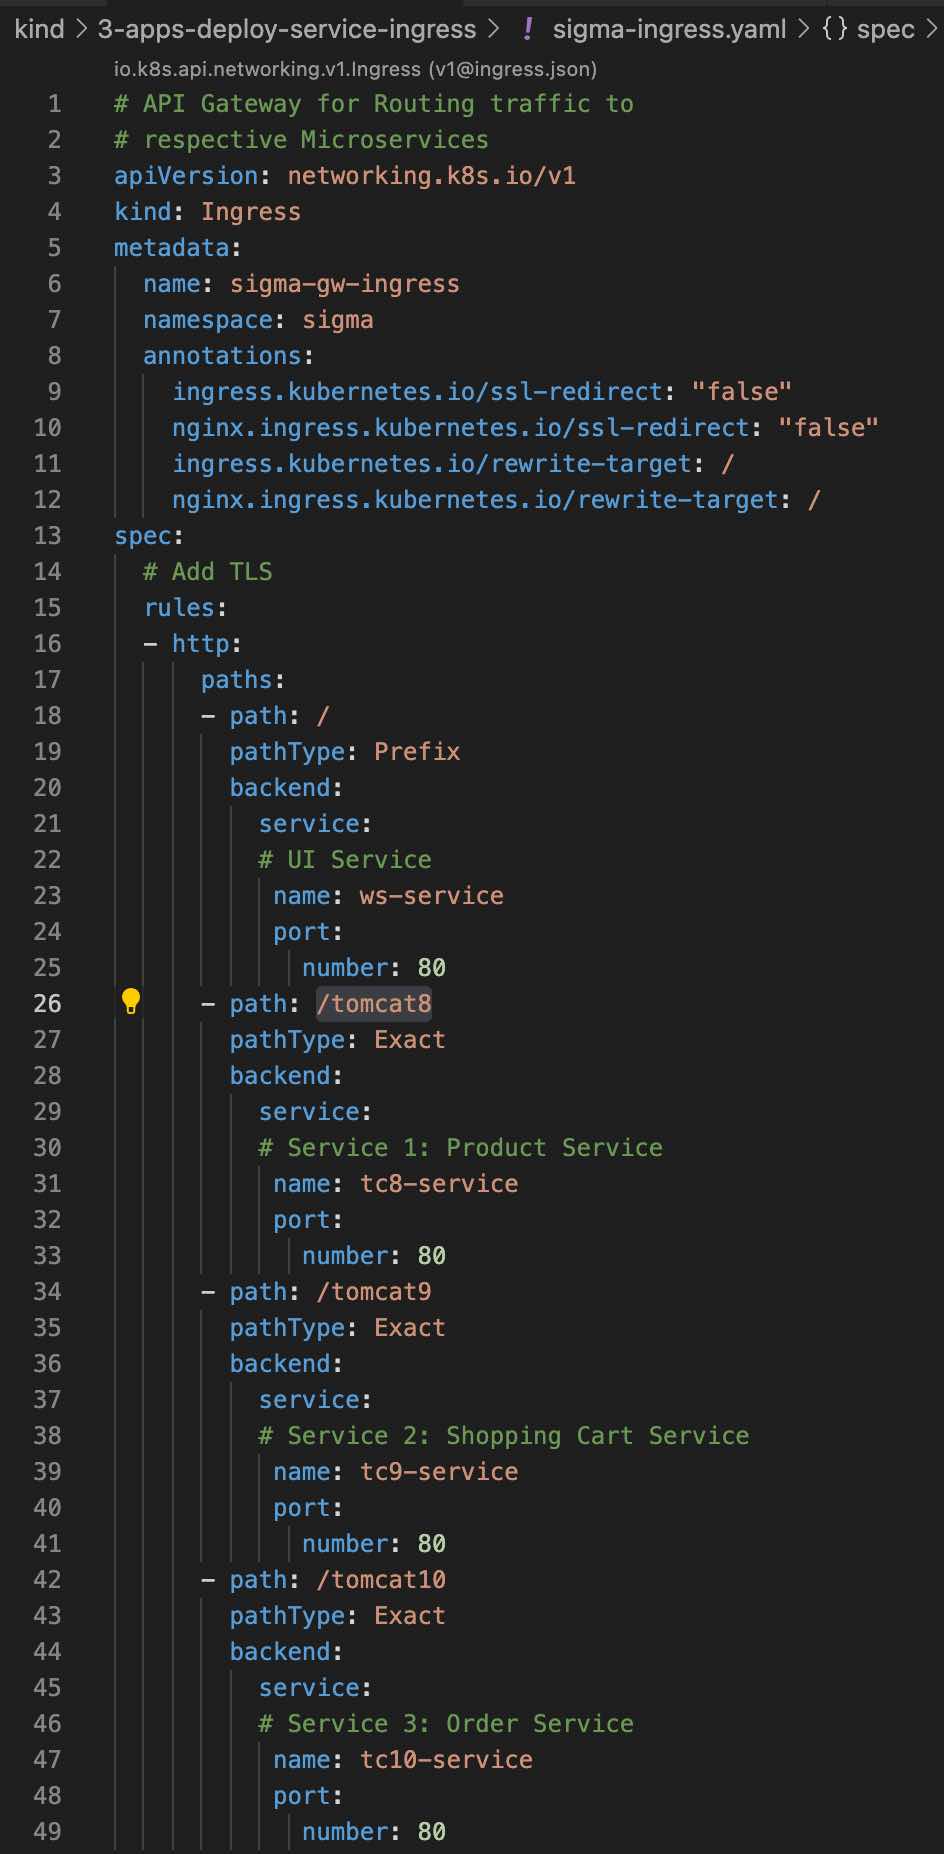 kind > 3-apps-deploy-service-ingress > ! sigma-ingress.yaml > {} spec >
io.k8s.api.networking.v1.Ingress (v1@ingress.json)
1 # API Gateway for Routing traffic to
2 # respective Microservices
3 apiVersion: networking.k8s.io/v1
4 kind: Ingress
5 metadata:
6   name: sigma-gw-ingress
7   namespace: sigma
8   annotations:
9     ingress.kubernetes.io/ssl-redirect: "false"
10     nginx.ingress.kubernetes.io/ssl-redirect: "false"
11     ingress.kubernetes.io/rewrite-target: /
12     nginx.ingress.kubernetes.io/rewrite-target: /
13 spec:
14   # Add TLS
15   rules:
16   - http:
17       paths:
18       - path: /
19         pathType: Prefix
20         backend:
21           service:
22           # UI Service
23            name: ws-service
24            port:
25              number: 80
26       - path: /tomcat8
27         pathType: Exact
28         backend:
29           service:
30           # Service 1: Product Service
31            name: tc8-service
32            port:
33              number: 80
34       - path: /tomcat9
35         pathType: Exact
36         backend:
37           service:
38           # Service 2: Shopping Cart Service
39            name: tc9-service
40            port:
41              number: 80
42       - path: /tomcat10
43         pathType: Exact
44         backend:
45           service:
46           # Service 3: Order Service
47            name: tc10-service
48            port:
49              number: 80